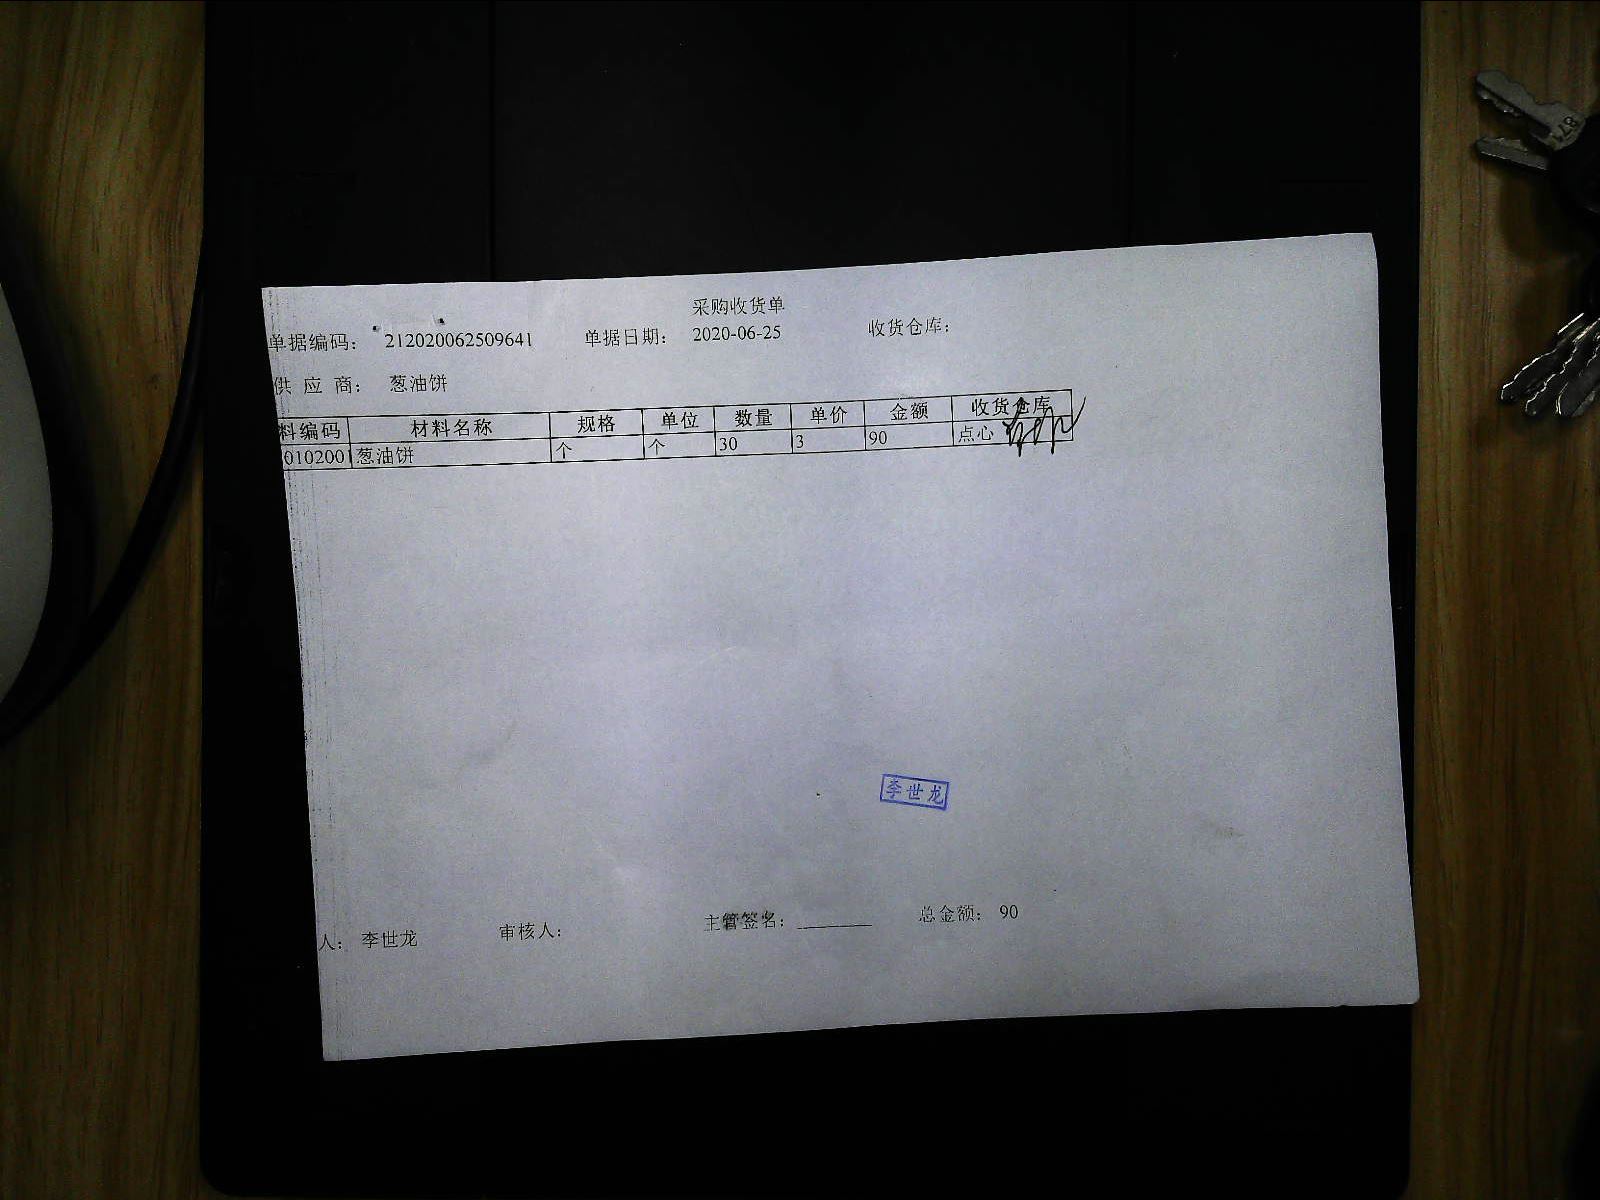 采购收货单
单据编码： 212020062509641 单据日期： 2020-06-25 收货仓库：
供 应 商： 葱油饼
料编码 材料名称 规格 单位 数量 单价 金额 收货仓库
0102001 葱油饼 个 个 30 3 90 点心
李世龙
人： 李世龙 审核人： 主管签名： ________ 总金额： 90
871